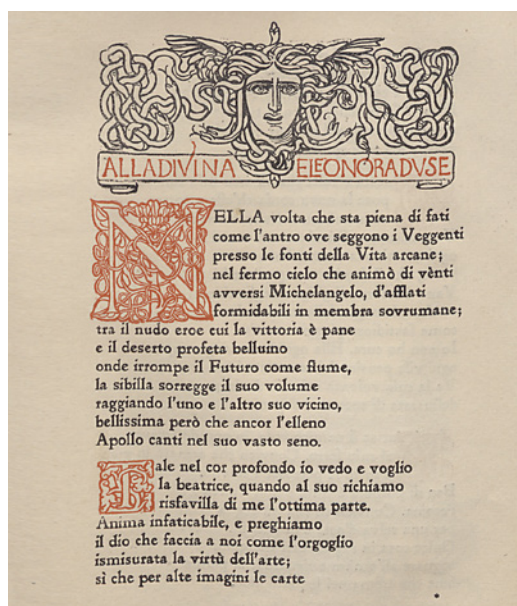 ALLA DIVINA ELEONORA DVSE
NELLA volta che sta piena di fati
come l'antro ove seggono i Veggenti
presso le fonti della Vita arcane;
nel fermo cielo che animò di vènti
avversi Michelangelo, d'afflati
formidabili in membra sovrumane;
tra il nudo eroe cui la vittoria è pane
e il deserto profeta belluino
onde irrompe il Futuro come flume,
la sibilla sorregge il suo volume
raggiando l'uno e l'altro suo vicino,
bellissima però che ancor l'elleno
Apollo canti nel suo vasto seno.
Tale nel cor profondo io vedo e voglio
la beatrice, quando al suo richiamo
risfavilla di me l'ottima parte.
Anima infaticabile, e preghiamo
il dio che faccia a noi come l'orgoglio
ismisurata la virtù dell'arte;
sì che per alte imagini le carte